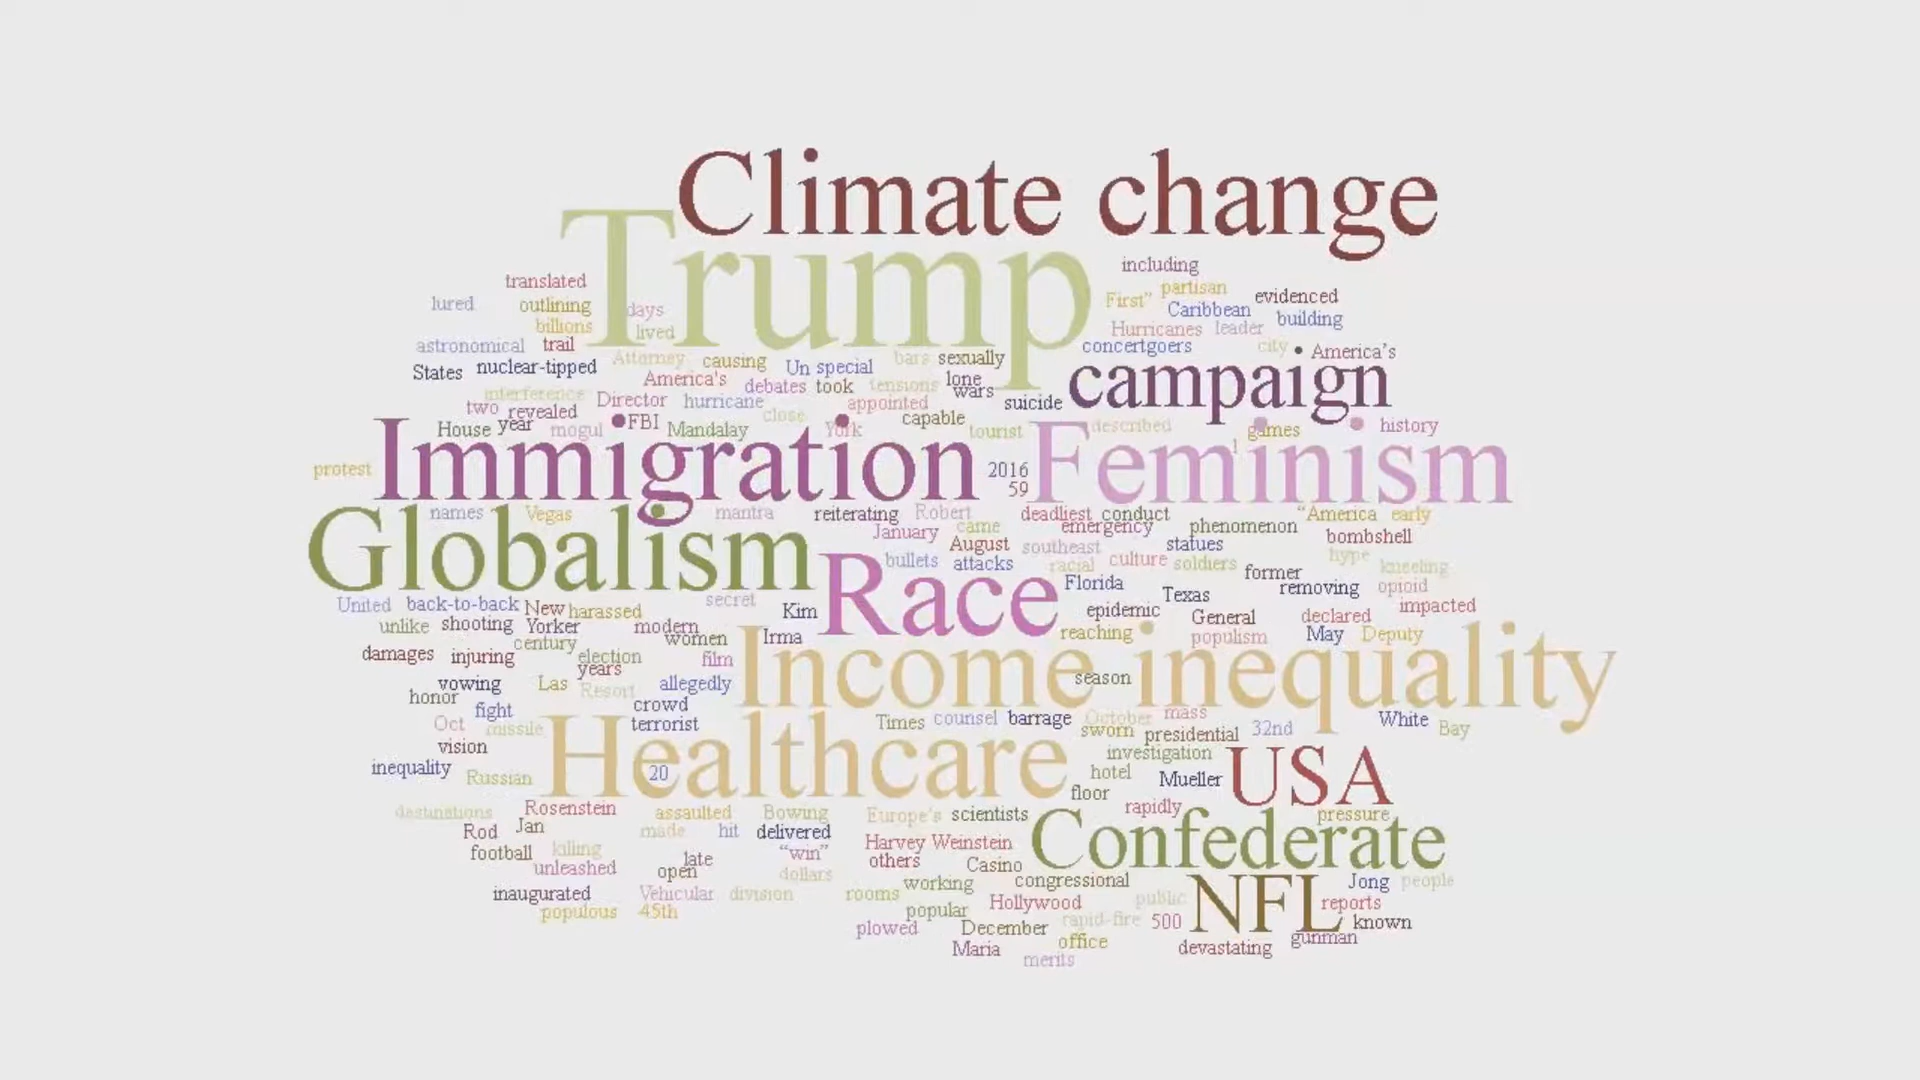 Climate change
Trump
including
translated
First” partisan
lured
outlining
days
Caribbean
evidenced
billions
lived
Hurricanes
leader
building
astronomical
trail
concertgoers
city
• America’s
States
nuclear-tipped
Attorney
causing
Un
special
bars
sexually
America's
debates
took
tensions
lone
wars
campaign
interference
Director
hurricane
appointed
suicide
two
revealed
close
capable
House
year
mogul
•FBI
Mandalay
York
tourist
described
games
history
protest
Immigration
2016
59
Feminism
1
names
Vegas
mantra
reiterating
Robert
deadliest
conduct
“America
early
January
came
emergency
phenomenon
bombshell
Globalism
August
southeast
statues
hype
bullets
attacks
racial
culture
soldiers
former
kneeling
Race
Florida
Texas
removing
opioid
United
back-to-back
New
harassed
secret
Kim
epidemic
General
declared
impacted
unlike
shooting
Yorker
modern
women
Irma
reaching
populism
May
Deputy
damages
injuring
century
election
years
film
Income inequality
vowing
Las
Resort
allegedly
season
honor
fight
crowd
Oct
missile
terrorist
Times
counsel
barrage
October
mass
White
Bay
sworn
presidential
32nd
vision
Healthcare
investigation
inequality
Russian
20
hotel
Mueller
USA
floor
destinations
Rosenstein
assaulted
Bowing
Europe’s
scientists
rapidly
pressure
Rod
Jan
made
hit
delivered
Confederate
football
killing
late
“win”
Harvey Weinstein
others
unleashed
open
dollars
Casino
congressional
Jong
people
inaugurated
Vehicular
division
rooms
working
Hollywood
public
NFL
reports
populous
45th
popular
rapid-fire
500
known
plowed
December
office
gunman
Maria
devastating
merits